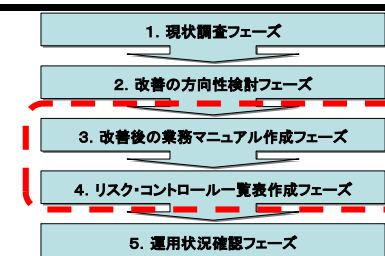 1. 現状調査フェーズ
2. 改善の方向性検討フェーズ
3. 改善後の業務マニュアル作成フェーズ
4. リスク・コントロール一覧表作成フェーズ
5. 運用状況確認フェーズ